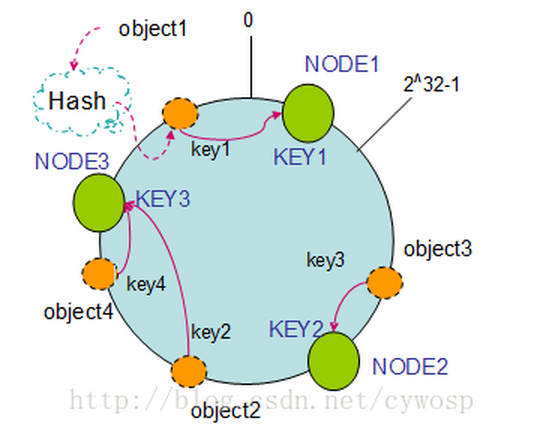 0
object1
NODE1
2^32-1
Hash
key1
KEY1
NODE3
KEY3
object3
key3
key4
object4
KEY2
key2
NODE2
http://blog.csdn.net/cywosp
object2